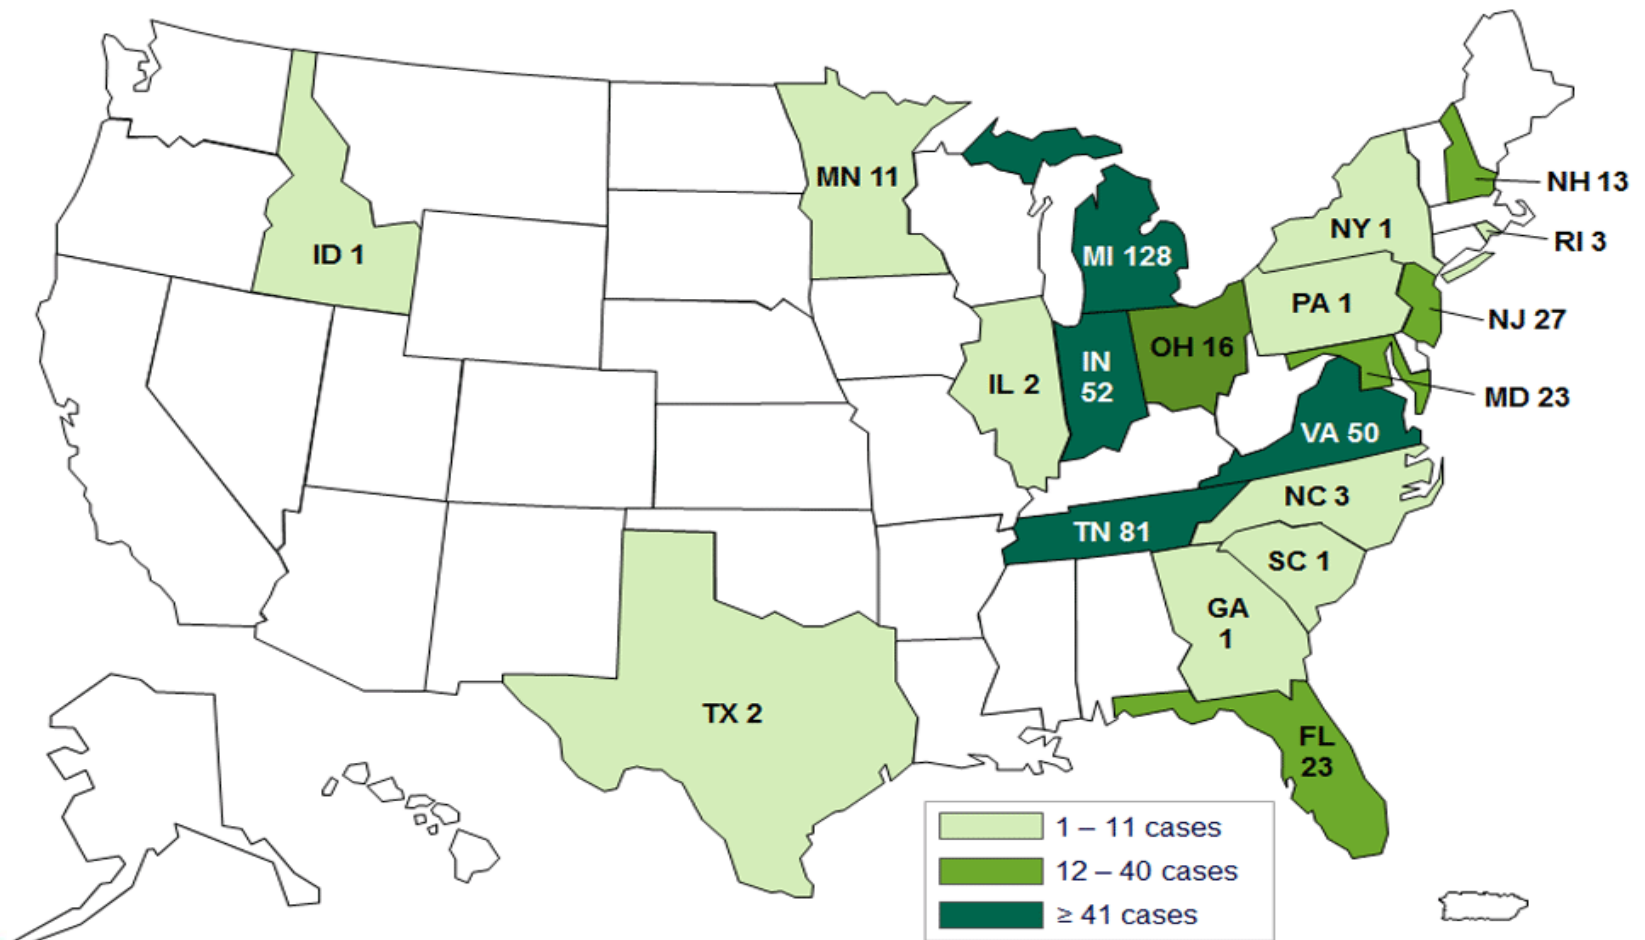 MN 11
NH 13
NY 1
RI 3
ID 1
MI 128
PA 1
NJ 27
OH 16
IN
52
IL 2
MD 23
VA 50
NC 3
TN 81
SC 1
GA
1
TX 2
FL
23
1 – 11 cases
12 – 40 cases
≥ 41 cases